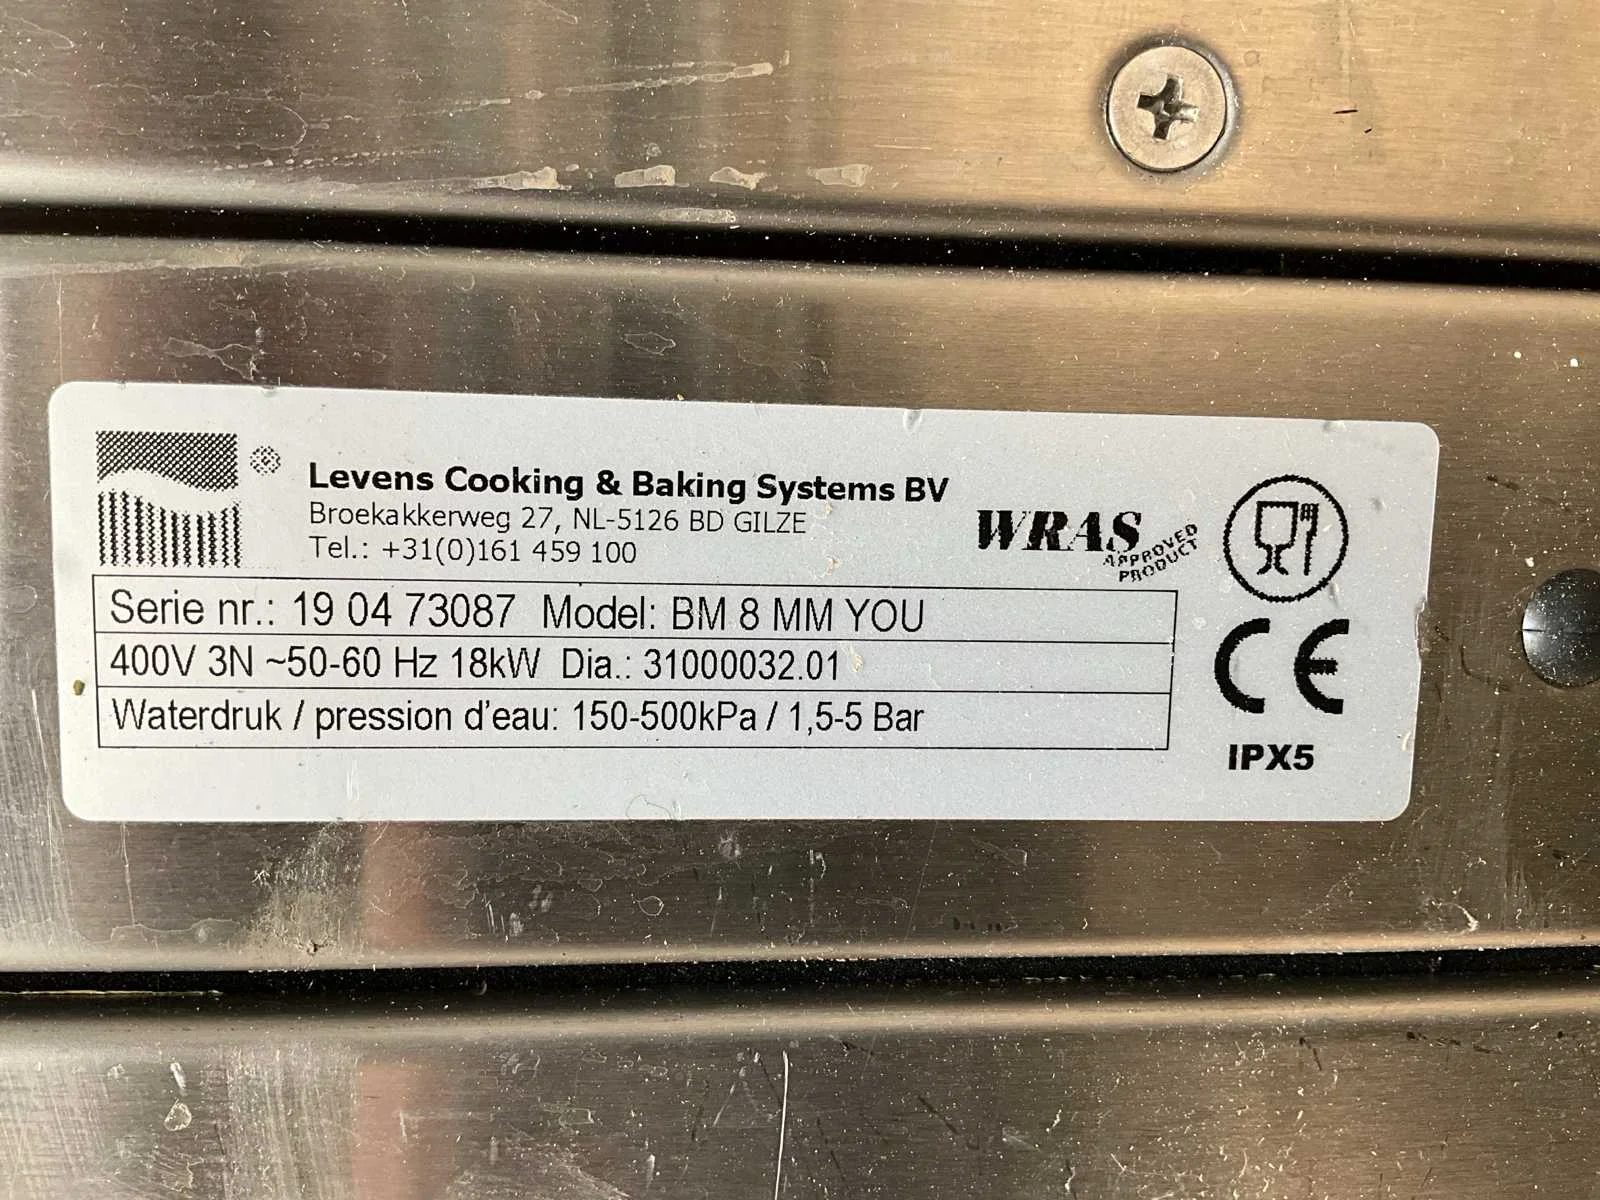 ®
Levens Cooking & Baking Systems BV
Broekakkerweg 27, NL-5126 BD GILZE
Tel.: +31(0)161 459 100
WRAS
APPROVED
PRODUCT
Serie nr.: 19 04 73087 Model: BM 8 MM YOU
400V 3N ~50-60 Hz 18kW Dia.: 31000032.01
Waterdruk / pression d'eau: 150-500kPa / 1,5-5 Bar
CE
IPX5